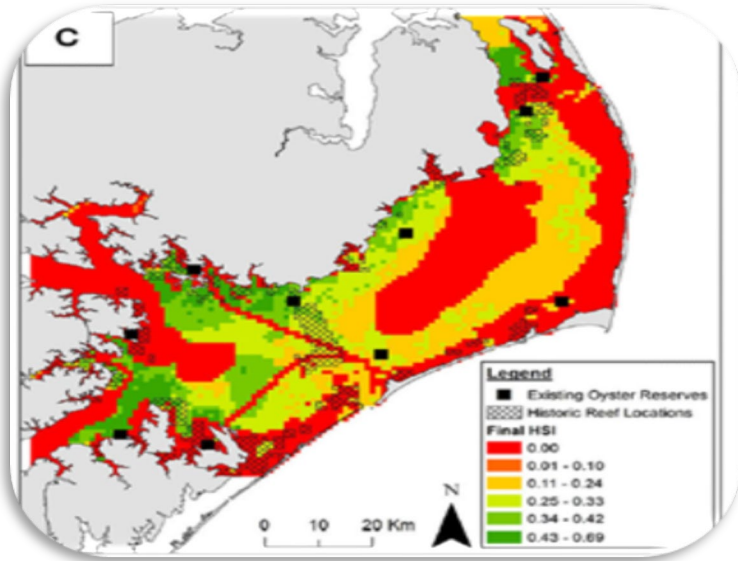 C
Legend
Existing Oyster Reserves
Historic Reef Locations
Final HSI
0.00
0.01 - 0.10
0.11 - 0.24
0.25 - 0.33
0.34 - 0.42
0.43 - 0.69
N
0 10 20 Km